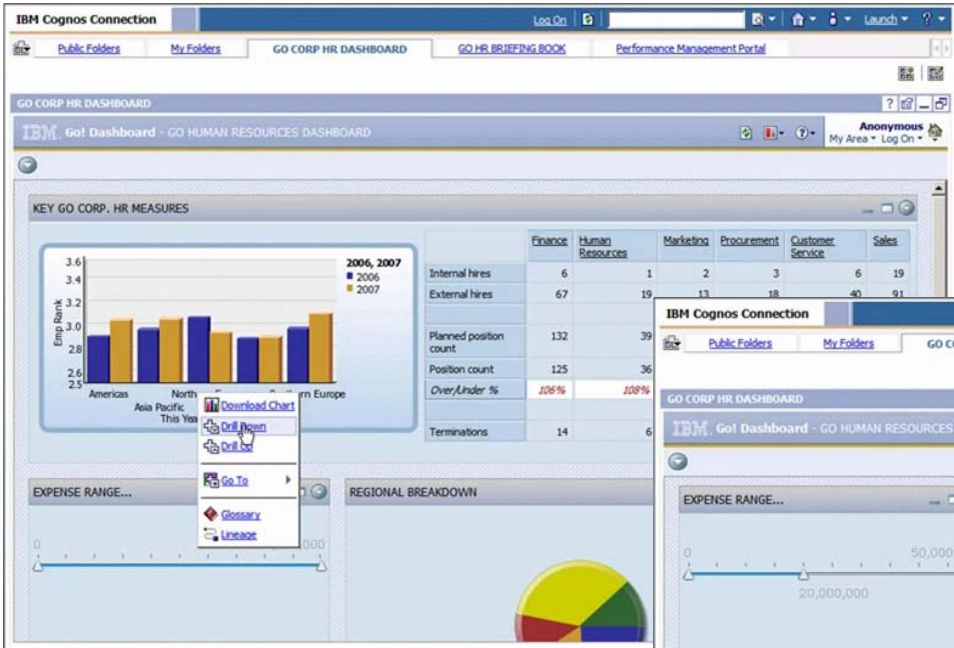 IBM Cognos Connection
Log On
Launch
?
Public Folders
My Folders
GO CORP HR DASHBOARD
GO HR BRIEFING BOOK
Performance Management Portal
GO CORP HR DASHBOARD
?
IBM. Go! Dashboard - GO HUMAN RESOURCES DASHBOARD
?
Anonymous
My Area Log On
KEY GO CORP. HR MEASURES
3.6
3.4
3.2
3.0
2.8
2.6
2.5
Emp Rank
2006, 2007
2006
2007
Americas
North
Southern Europe
Asia Pacific
This Yea
Finance Human Resources Marketing Procurement Customer Service Sales
Internal hires 6 1 2 3 6 19
External hires 67 19 13 18 40 91
Planned position count 132 39
Position count 125 36
Over/Under % 106% 108%
Terminations 14 6
Download Chart
Drill Down
Drill Up
Go To
Glossary
Lineage
EXPENSE RANGE...
0
000
REGIONAL BREAKDOWN
IBM Cognos Connection
Public Folders
My Folders
GO C
GO CORP HR DASHBOARD
IBM. Go! Dashboard - GO HUMAN RESOURCES
EXPENSE RANGE...
0
50,000
20,000,000